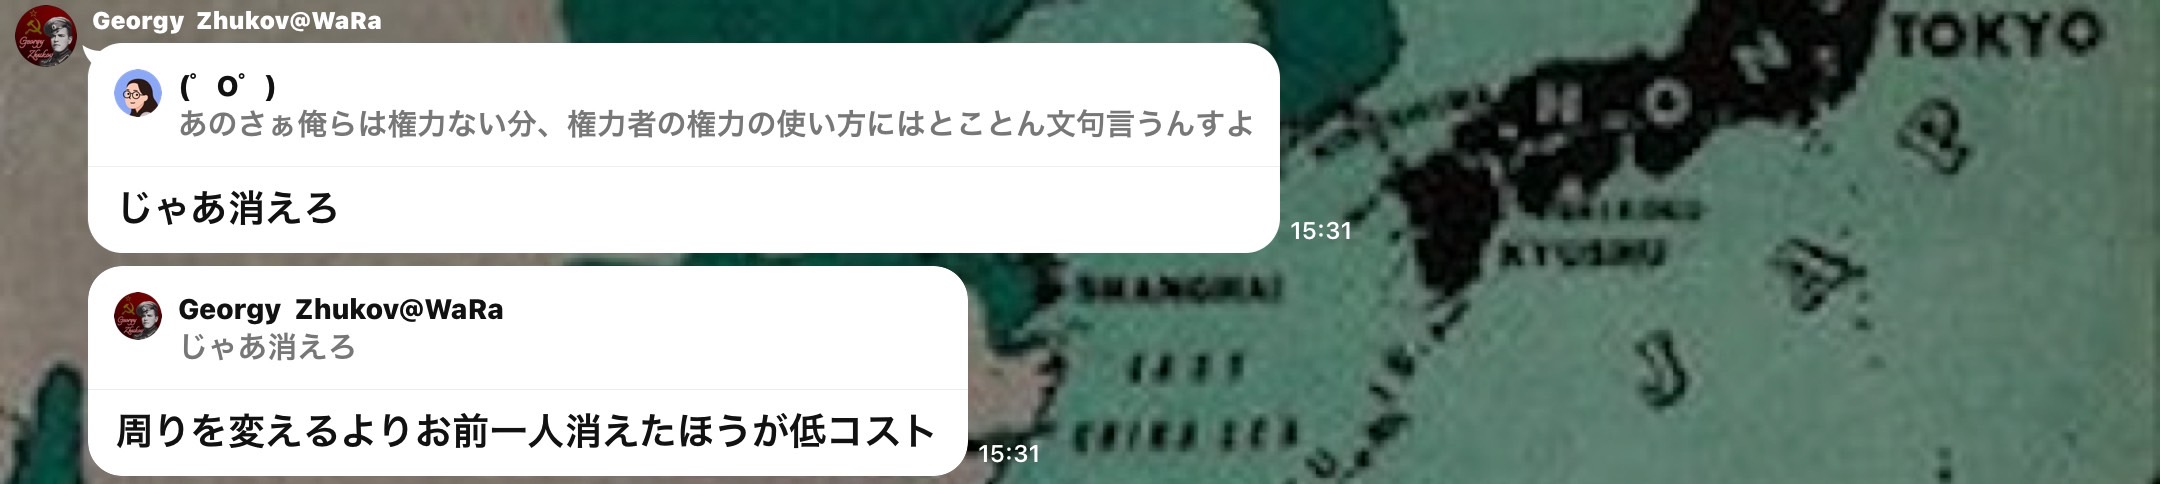 Georgy Zhukov@WaRa
(ﾟOﾟ)
あのさぁ俺らは権力ない分、権力者の権力の使い方にはとことん文句言うんすよ
じゃあ消えろ
15:31
Georgy Zhukov@WaRa
じゃあ消えろ
周りを変えるよりお前一人消えたほうが低コスト
15:31
TOKYO
H O N
KYUSHU
SHANGHAI
EAST
CHINA SEA
J A P